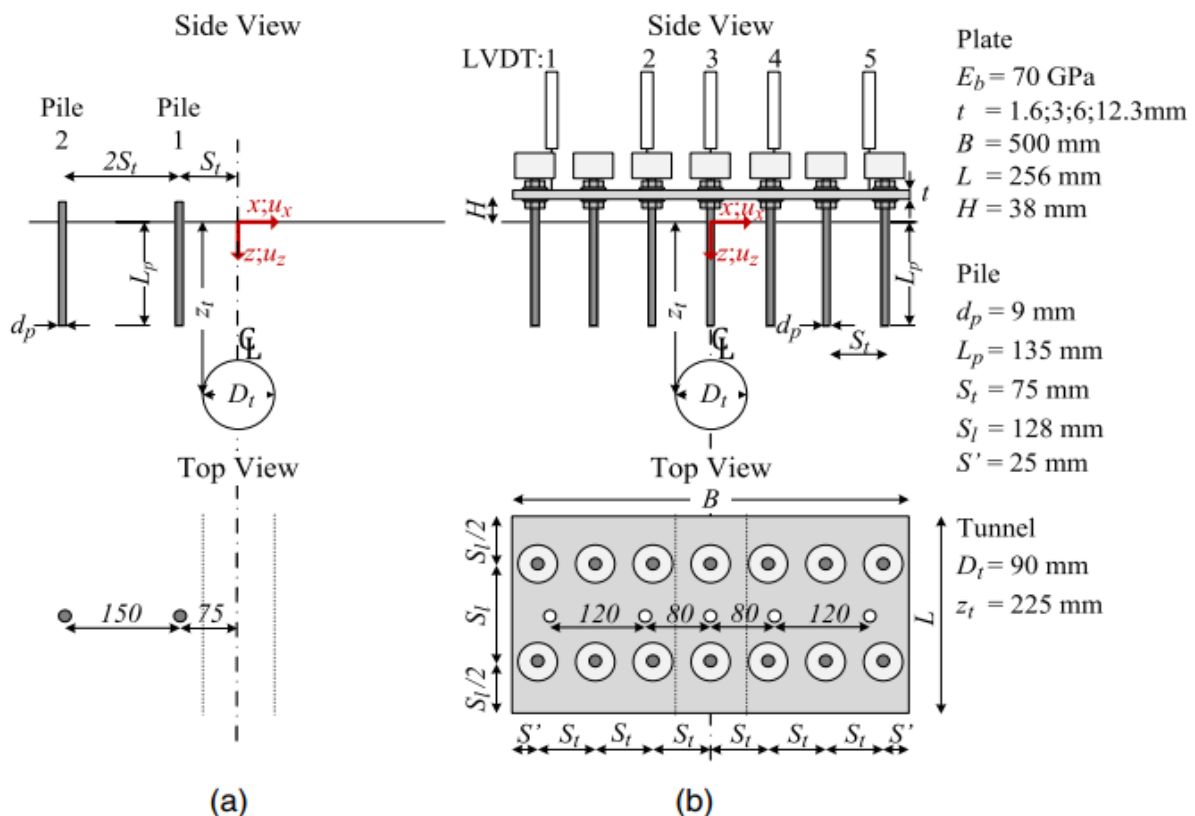 Side View
Pile
2
Pile
1
2S_t
S_t
x;u_x
z;u_z
L_p
z_t
d_p
℄
D_t
Top View
150
75
(a)
Side View
LVDT:1
2
3
4
5
t
H
x;u_x
z;u_z
z_t
L_p
d_p
S_t
℄
D_t
Top View
B
S_l/2
S_l
S_l/2
120
80
80
120
L
S'
S_t
S_t
S_t
S_t
S_t
S_t
S'
(b)
Plate
E_b = 70 GPa
t = 1.6;3;6;12.3mm
B = 500 mm
L = 256 mm
H = 38 mm
Pile
d_p = 9 mm
L_p = 135 mm
S_t = 75 mm
S_l = 128 mm
S' = 25 mm
Tunnel
D_t = 90 mm
z_t = 225 mm